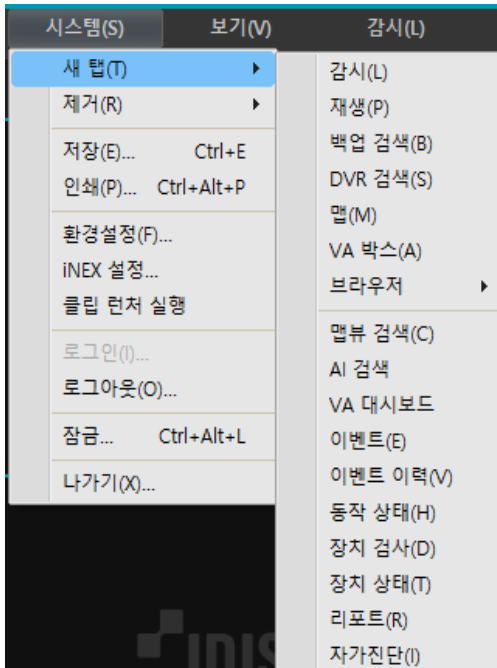 시스템(S) 보기(V) 감시(L)
새 탭(T)
제거(R)
저장(E)... Ctrl+E
인쇄(P)... Ctrl+Alt+P
환경설정(F)...
iNEX 설정...
클립 런처 실행
로그인(I)...
로그아웃(O)...
잠금... Ctrl+Alt+L
나가기(X)...
감시(L)
재생(P)
백업 검색(B)
DVR 검색(S)
맵(M)
VA 박스(A)
브라우저
맵뷰 검색(C)
AI 검색
VA 대시보드
이벤트(E)
이벤트 이력(V)
동작 상태(H)
장치 검사(D)
장치 상태(T)
리포트(R)
자가진단(I)